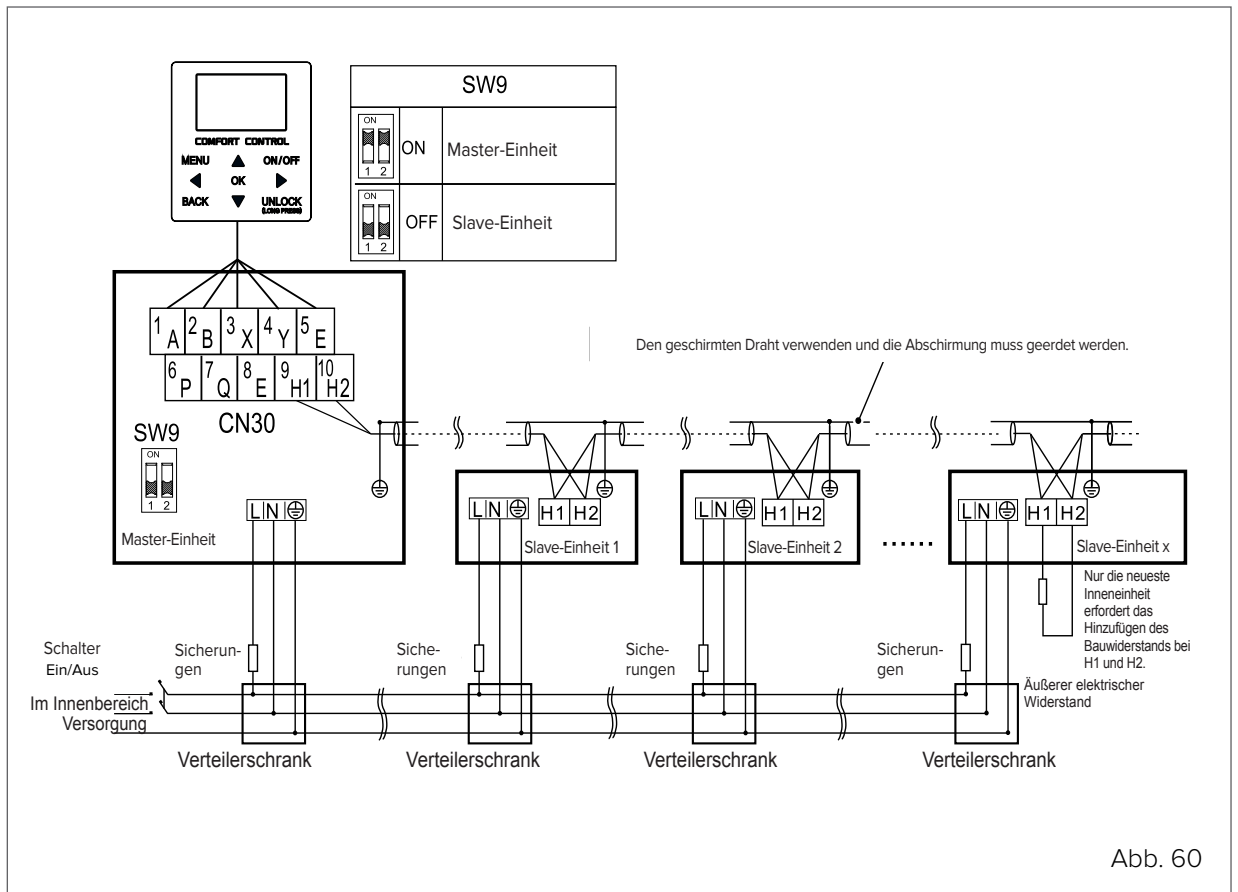 SW9
ON
1 2
ON
Master-Einheit
ON
1 2
OFF
Slave-Einheit
COMFORT CONTROL
MENU
ON/OFF
OK
BACK
UNLOCK
(LONG PRESS)
1 A
2 B
3 X
4 Y
5 E
6 P
7 Q
8 E
9 H1
10 H2
CN30
SW9
ON
1 2
Master-Einheit
L N
Den geschirmten Draht verwenden und die Abschirmung muss geerdet werden.
L N
H1 H2
Slave-Einheit 1
L N
H1 H2
Slave-Einheit 2
......
L N
H1 H2
Slave-Einheit x
Nur die neueste
Inneneinheit
erfordert das
Hinzufügen des
Bauwiderstands bei
H1 und H2.
Schalter
Ein/Aus
Sicherun-
gen
Siche-
rungen
Siche-
rungen
Sicherun-
gen
Äußerer elektrischer
Widerstand
Im Innenbereich
Versorgung
Verteilerschrank
Verteilerschrank
Verteilerschrank
Verteilerschrank
Abb. 60